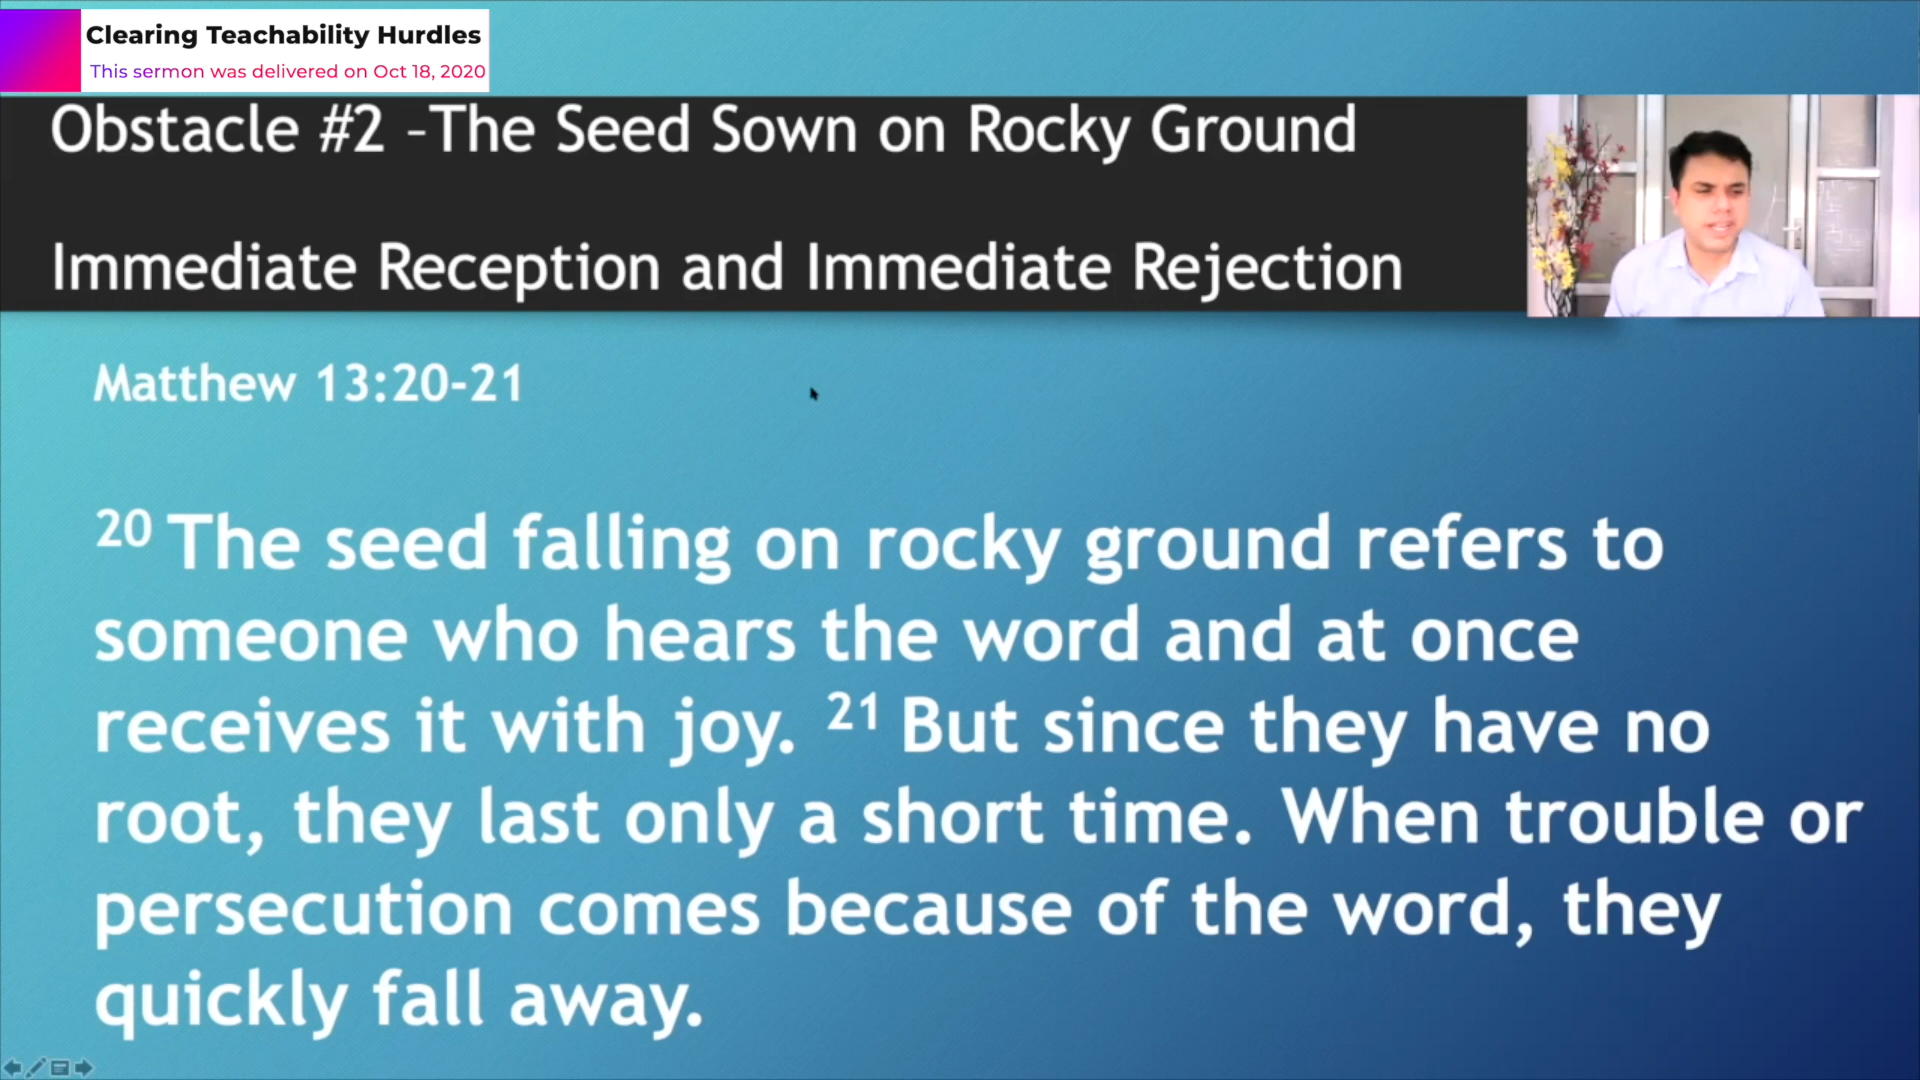 Clearing Teachability Hurdles
This sermon was delivered on Oct 18, 2020
Obstacle #2 –The Seed Sown on Rocky Ground
Immediate Reception and Immediate Rejection
Matthew 13:20-21
20 The seed falling on rocky ground refers to
someone who hears the word and at once
receives it with joy. 21 But since they have no
root, they last only a short time. When trouble or
persecution comes because of the word, they
quickly fall away.